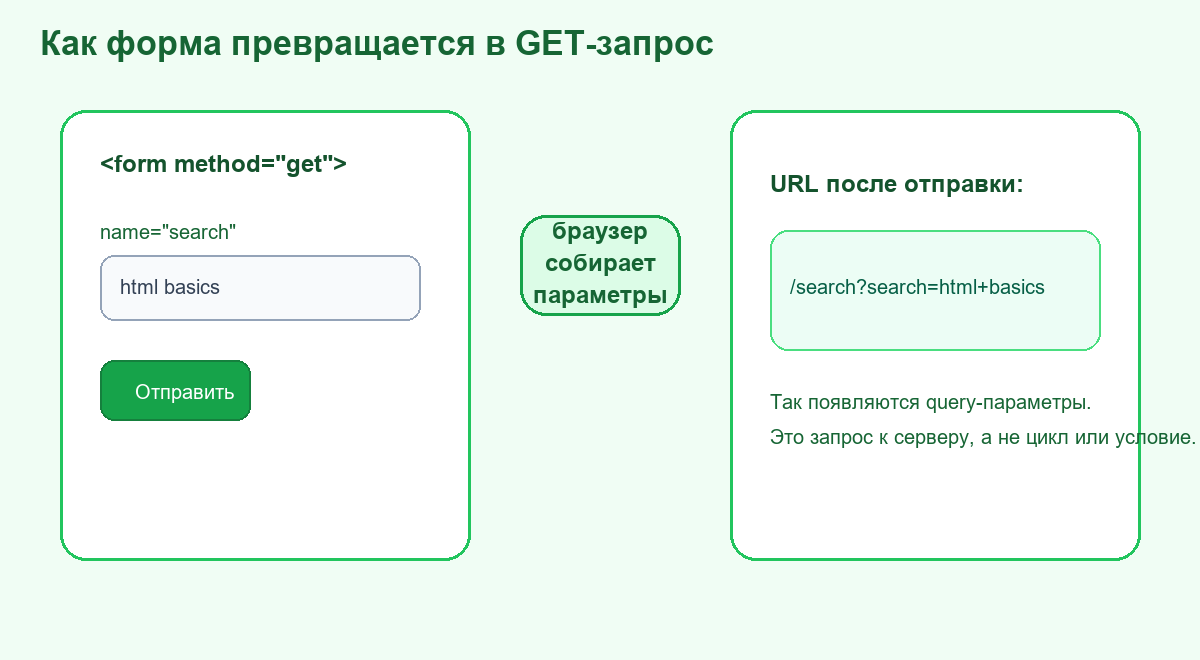 Как форма превращается в GET-запрос
<form method="get">
name="search"
html basics
Отправить
браузер
собирает
параметры
URL после отправки:
/search?search=html+basics
Так появляются query-параметры.
Это запрос к серверу, а не цикл или условие.